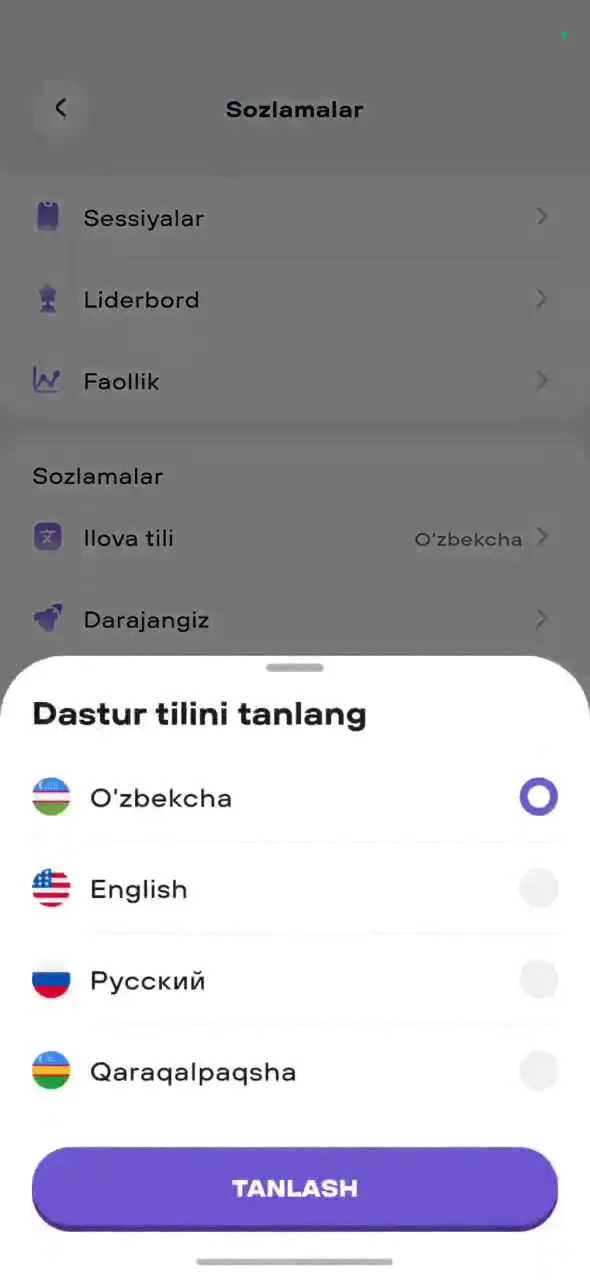 Sozlamalar
Sessiyalar
Liderbord
Faollik
Sozlamalar
Ilova tili O'zbekcha
Darajangiz
Dastur tilini tanlang
O'zbekcha
English
Русский
Qaraqalpaqsha
TANLASH